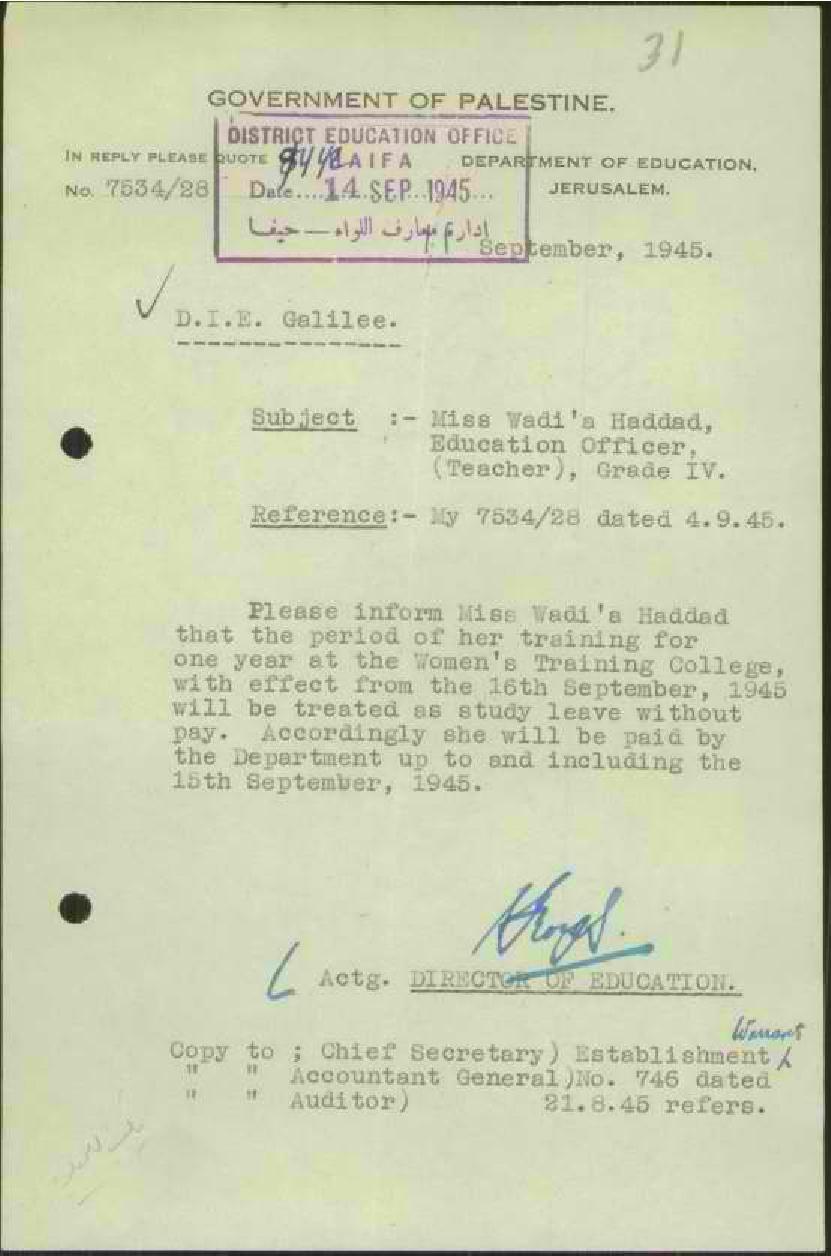 31
GOVERNMENT OF PALESTINE.
DISTRICT EDUCATION OFFICE
IN REPLY PLEASE QUOTE
HAIFA
DEPARTMENT OF EDUCATION,
No. 7534/28
Date....14 SEP 1945...
JERUSALEM.
ادارة معارف اللواء — حيفا
September, 1945.
D.I.E. Galilee.
Subject :- Miss Wadi'a Haddad,
Education Officer,
(Teacher), Grade IV.
Reference:- My 7534/28 dated 4.9.45.
Please inform Miss Wadi'a Haddad
that the period of her training for
one year at the Women's Training College,
with effect from the 16th September, 1945
will be treated as study leave without
pay. Accordingly she will be paid by
the Department up to and including the
15th September, 1945.
Actg. DIRECTOR OF EDUCATION.
Warrant
Copy to ; Chief Secretary) Establishment
" " Accountant General)No. 746 dated
" " Auditor) 21.8.45 refers.